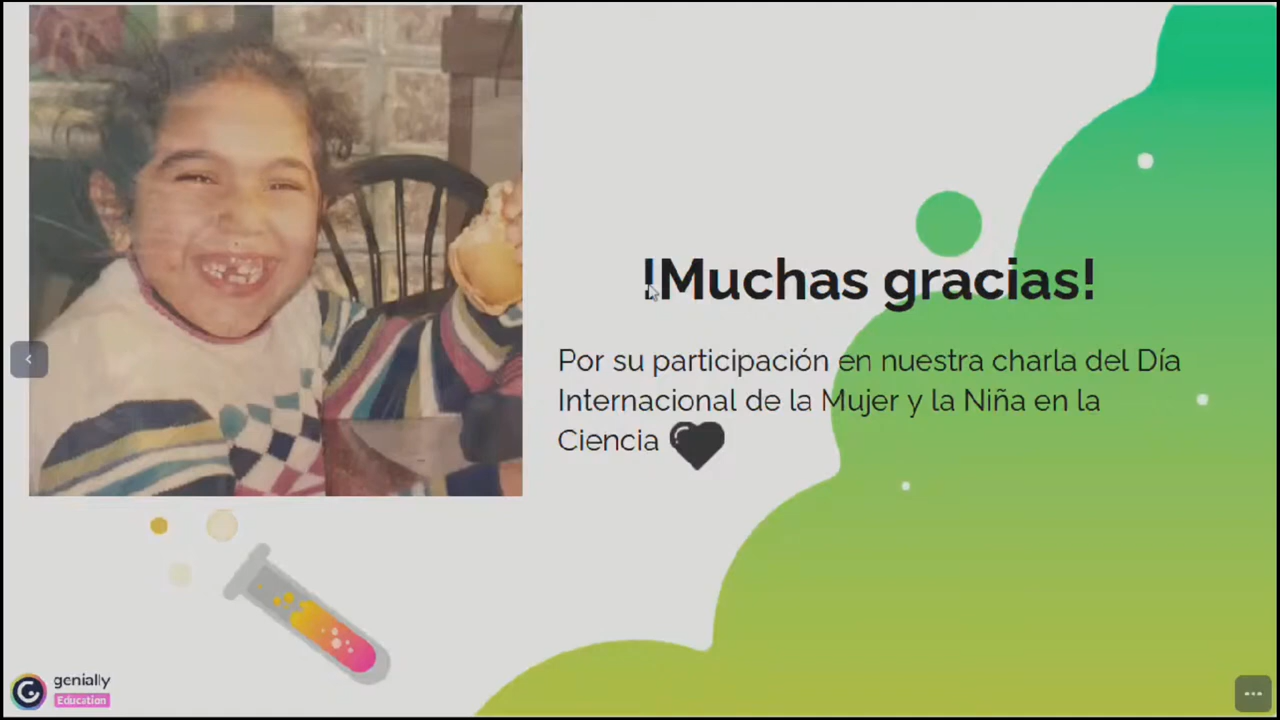 !Muchas gracias!
Por su participación en nuestra charla del Día
Internacional de la Mujer y la Niña en la
Ciencia
genially
Education